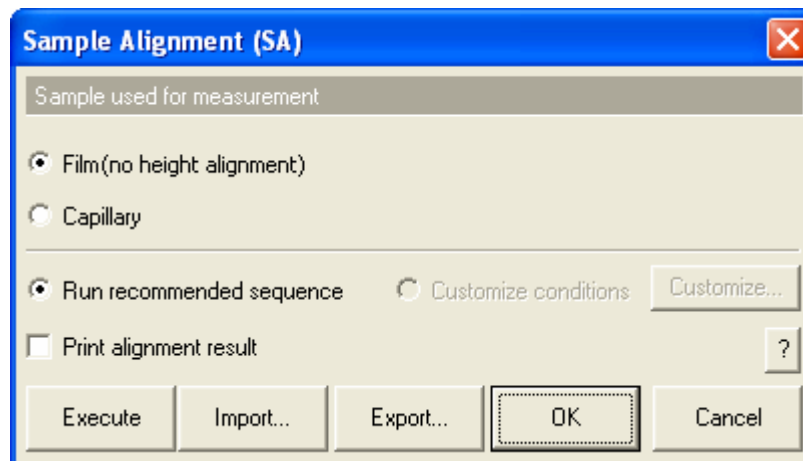 Sample Alignment (SA)
Sample used for measurement
Film(no height alignment)
Capillary
Run recommended sequence Customize conditions Customize...
Print alignment result ?
Execute Import... Export... OK Cancel